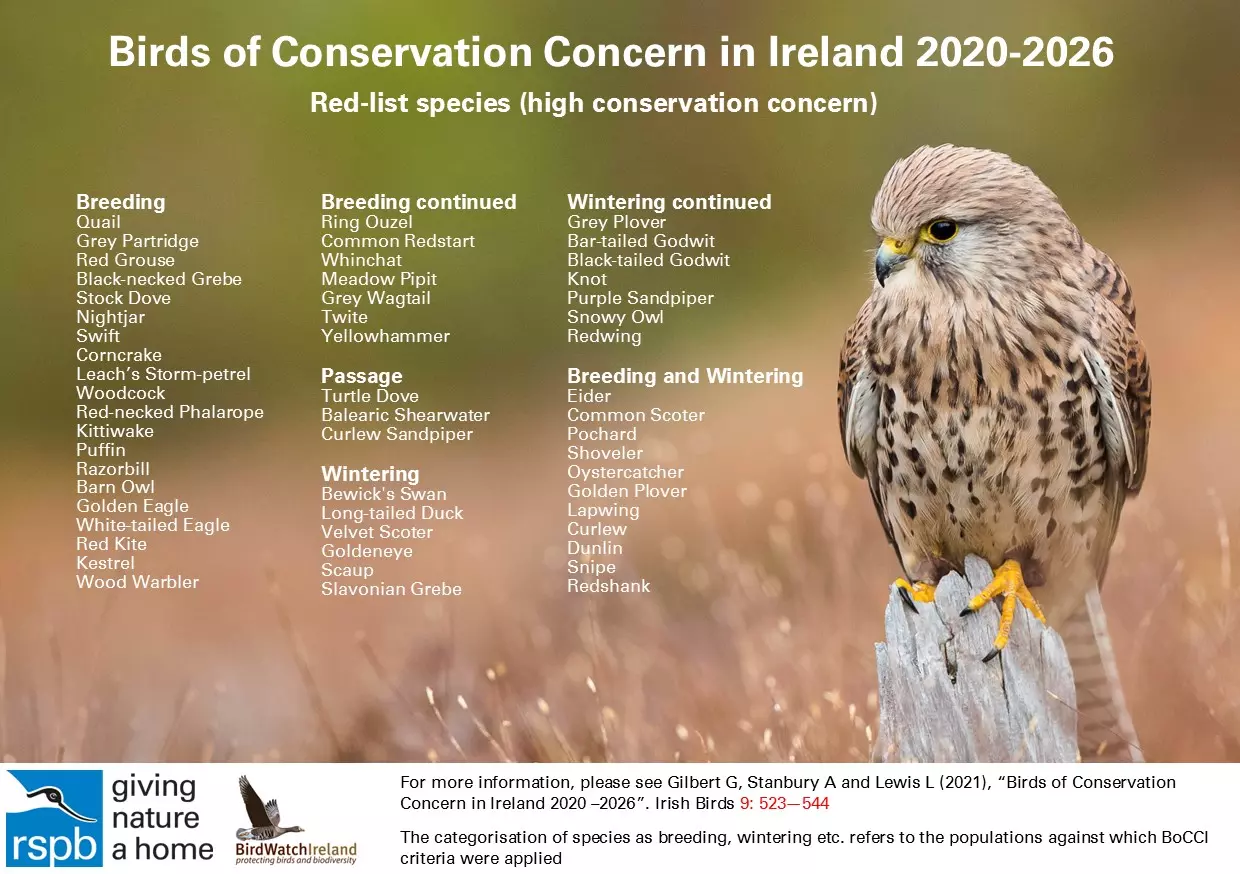 Birds of Conservation Concern in Ireland 2020-2026
Red-list species (high conservation concern)
Breeding
Quail
Grey Partridge
Red Grouse
Black-necked Grebe
Stock Dove
Nightjar
Swift
Corncrake
Leach’s Storm-petrel
Woodcock
Red-necked Phalarope
Kittiwake
Puffin
Razorbill
Barn Owl
Golden Eagle
White-tailed Eagle
Red Kite
Kestrel
Wood Warbler
Breeding continued
Ring Ouzel
Common Redstart
Whinchat
Meadow Pipit
Grey Wagtail
Twite
Yellowhammer
Passage
Turtle Dove
Balearic Shearwater
Curlew Sandpiper
Wintering
Bewick's Swan
Long-tailed Duck
Velvet Scoter
Goldeneye
Scaup
Slavonian Grebe
Wintering continued
Grey Plover
Bar-tailed Godwit
Black-tailed Godwit
Knot
Purple Sandpiper
Snowy Owl
Redwing
Breeding and Wintering
Eider
Common Scoter
Pochard
Shoveler
Oystercatcher
Golden Plover
Lapwing
Curlew
Dunlin
Snipe
Redshank
rspb
giving
nature
a home
BirdWatchIreland
protecting birds and biodiversity
For more information, please see Gilbert G, Stanbury A and Lewis L (2021), “Birds of Conservation
Concern in Ireland 2020 –2026”. Irish Birds 9: 523—544
The categorisation of species as breeding, wintering etc. refers to the populations against which BoCCI
criteria were applied